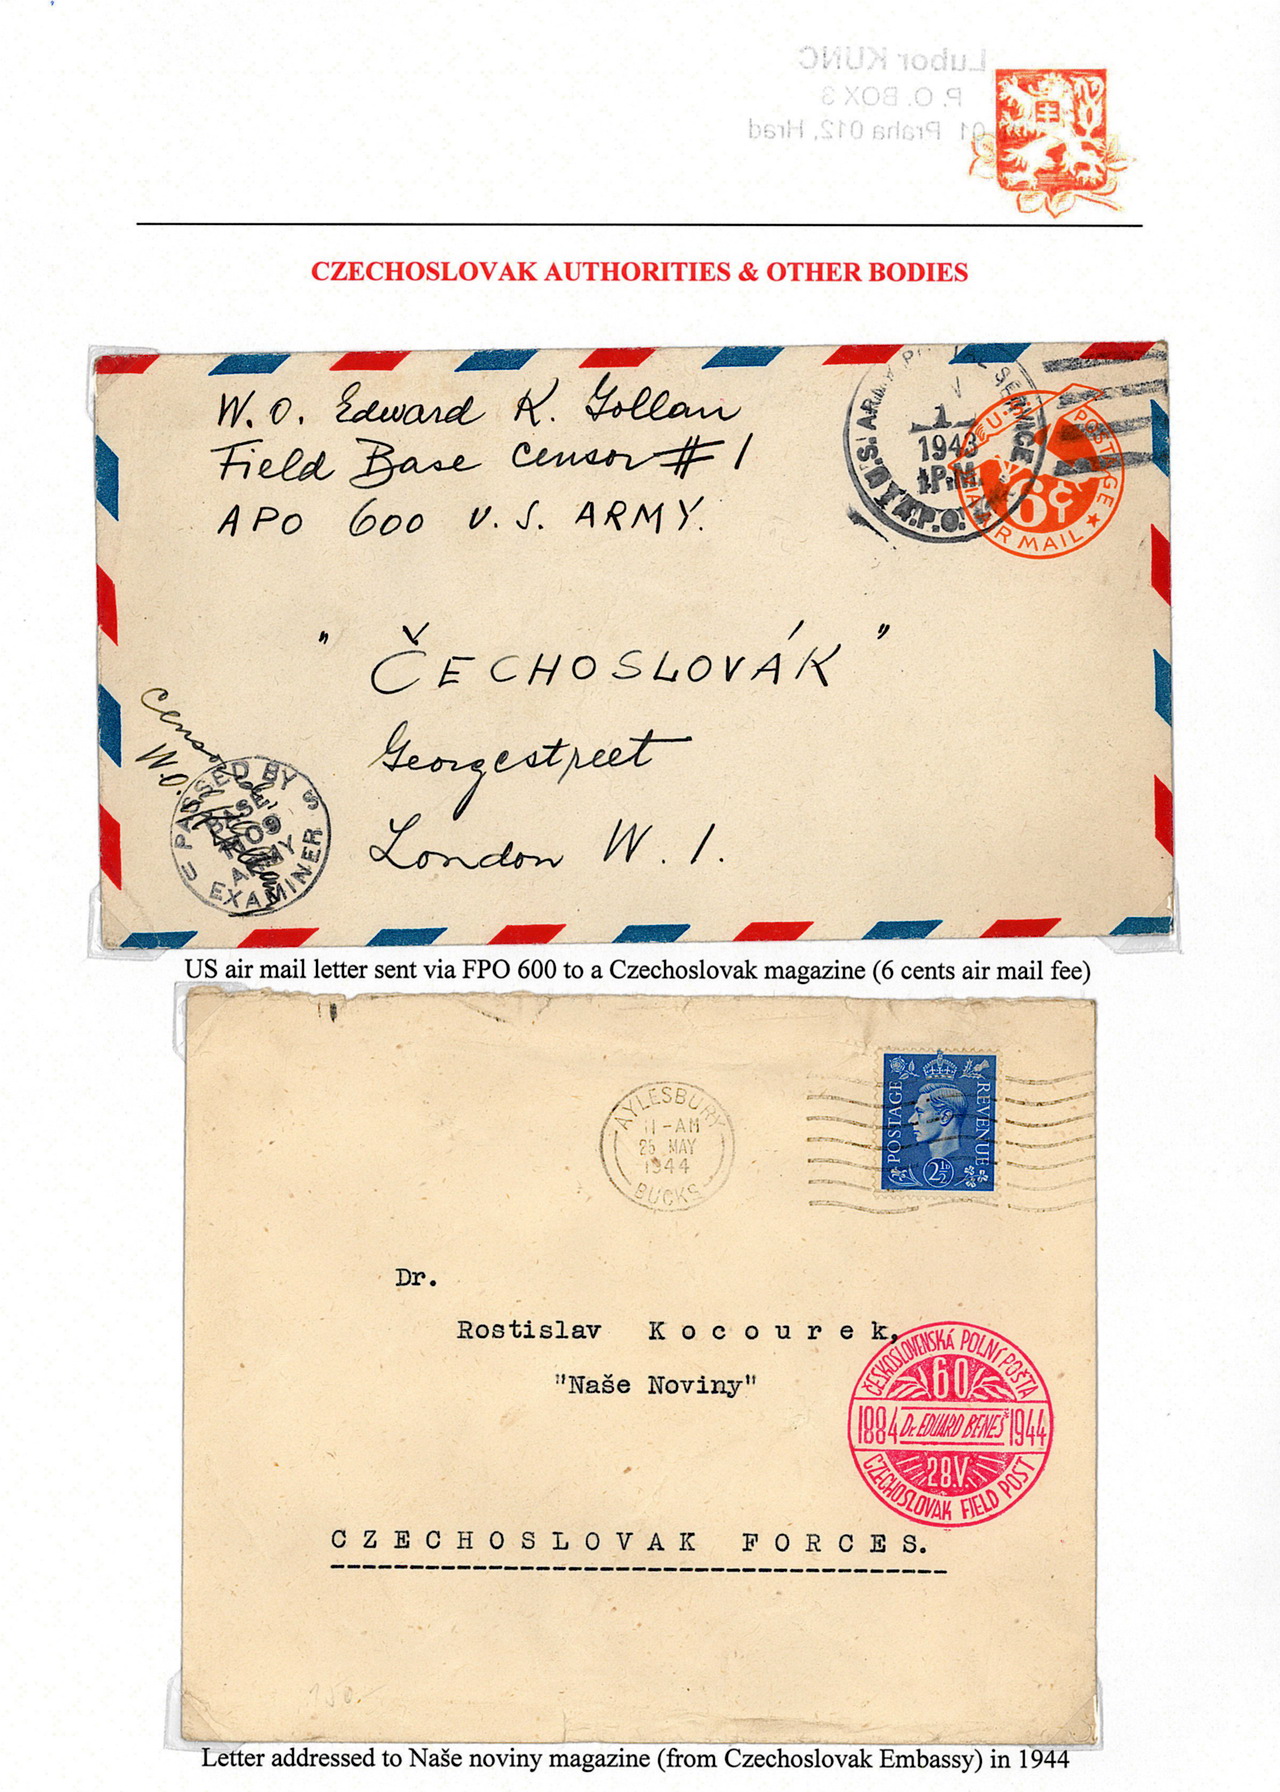 Lubor KUNC
P. O. BOX 3
01 Praha 012, Hrad
CZECHOSLOVAK AUTHORITIES & OTHER BODIES
W. O. Edward K. Gollan
Field Base Censor # 1
APO 600 U. S. ARMY.
1
1943
1 P.M.
A.P.O.
U.S. POSTAGE
6¢
AIR MAIL
" ČECHOSLOVÁK "
Georgestreet
London W. 1.
W.O.
PASSED BY
BASE
ARMY
EXAMINER
US air mail letter sent via FPO 600 to a Czechoslovak magazine (6 cents air mail fee)
AYLESBURY
11-AM
25 MAY
1944
BUCKS
POSTAGE REVENUE
2½D
Dr.
Rostislav Kocourek,
"Naše Noviny"
ČESKOSLOVENSKÁ POLNÍ POŠTA
60
1884 Dr. EDUARD BENEŠ 1944
28.V.
CZECHOSLOVAK FIELD POST
CZECHOSLOVAK FORCES.
150.-
Letter addressed to Naše noviny magazine (from Czechoslovak Embassy) in 1944